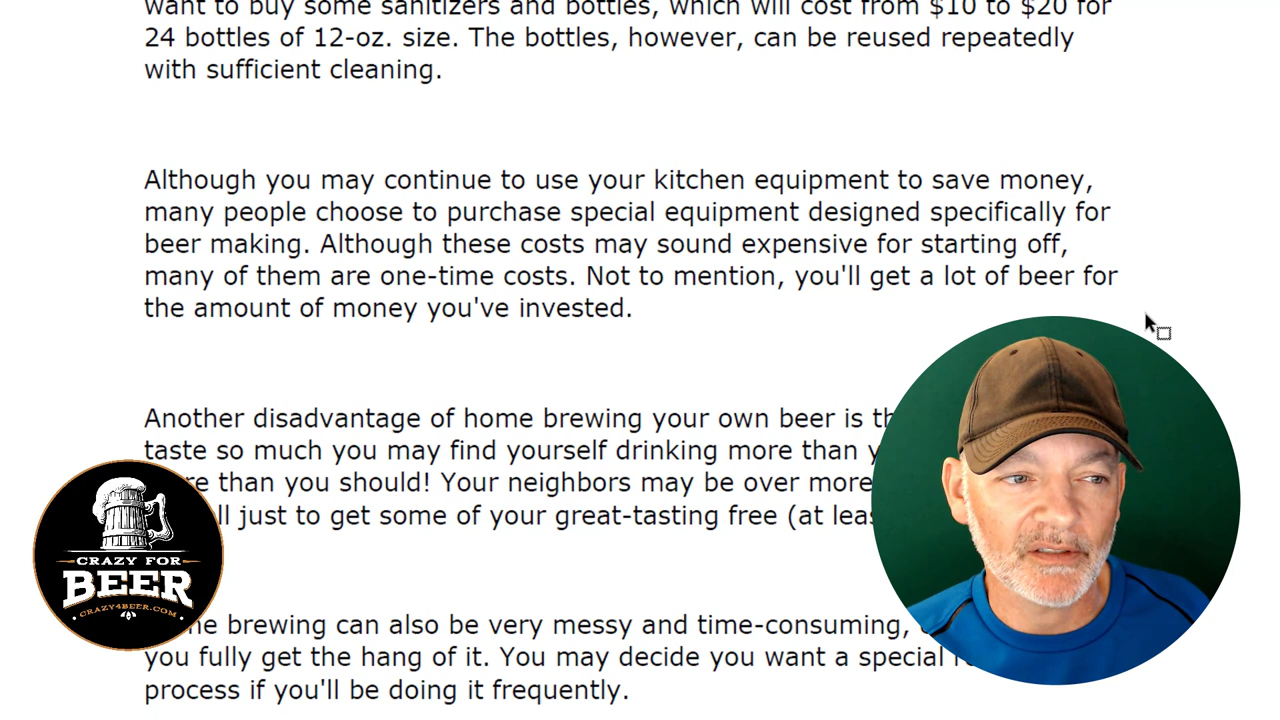 want to buy some sanitizers and bottles, which will cost from $10 to $20 for
24 bottles of 12-oz. size. The bottles, however, can be reused repeatedly
with sufficient cleaning.
Although you may continue to use your kitchen equipment to save money,
many people choose to purchase special equipment designed specifically for
beer making. Although these costs may sound expensive for starting off,
many of them are one-time costs. Not to mention, you'll get a lot of beer for
the amount of money you've invested.
Another disadvantage of home brewing your own beer is
taste so much you may find yourself drinking more than
than you should! Your neighbors may be over more
just to get some of your great-tasting free (at
brewing can also be very messy and time-consuming,
you fully get the hang of it. You may decide you want a special
process if you'll be doing it frequently.
CRAZY FOR
BEER
CRAZY4BEER.COM